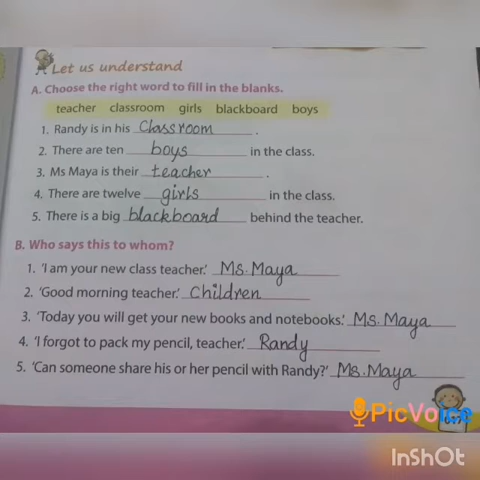 Let us understand
A. Choose the right word to fill in the blanks.
teacher classroom girls blackboard boys
1. Randy is in his Classroom.
2. There are ten boys in the class.
3. Ms Maya is their teacher.
4. There are twelve girls in the class.
5. There is a big blackboard behind the teacher.
B. Who says this to whom?
1. 'I am your new class teacher.' Ms. Maya
2. 'Good morning teacher.' Children
3. 'Today you will get your new books and notebooks.' Ms. Maya
4. 'I forgot to pack my pencil, teacher.' Randy
5. 'Can someone share his or her pencil with Randy?' Ms. Maya
PicVoice
InShOt